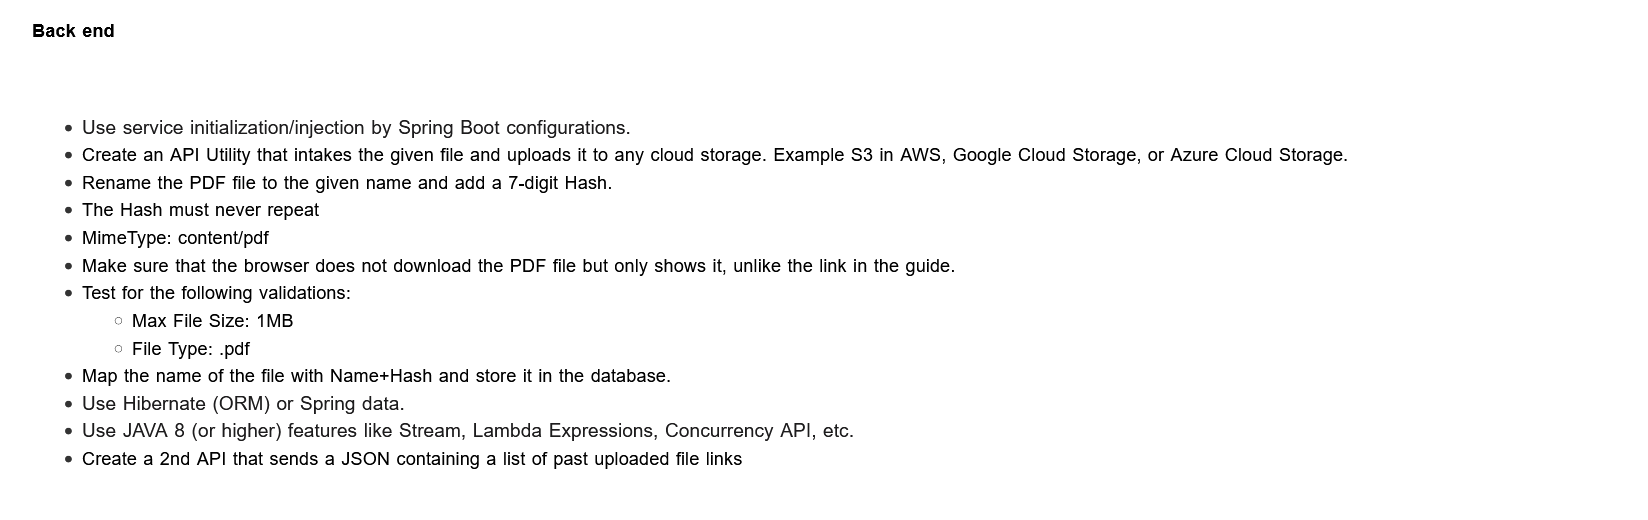 Back end
Use service initialization/injection by Spring Boot configurations.
Create an API Utility that intakes the given file and uploads it to any cloud storage. Example S3 in AWS, Google Cloud Storage, or Azure Cloud Storage.
Rename the PDF file to the given name and add a 7-digit Hash.
The Hash must never repeat
MimeType: content/pdf
Make sure that the browser does not download the PDF file but only shows it, unlike the link in the guide.
Test for the following validations:
Max File Size: 1MB
File Type: .pdf
Map the name of the file with Name+Hash and store it in the database.
Use Hibernate (ORM) or Spring data.
Use JAVA 8 (or higher) features like Stream, Lambda Expressions, Concurrency API, etc.
Create a 2nd API that sends a JSON containing a list of past uploaded file links